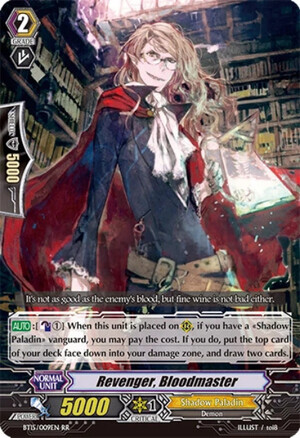 2
GRADE
SHIELD
5000
It's not as good as the enemy's blood, but fine wine is not bad either.
AUTO:[①] When this unit is placed on, if you have a «Shadow
Paladin» vanguard, you may pay the cost. If you do, put the top card
of your deck face down into your damage zone, and draw two cards.
NORMAL
UNIT
Revenger, Bloodmaster
POWER
5000
1
CRITICAL
Shadow Paladin
Demon
BT15/009EN RR
ILLUST / toi8